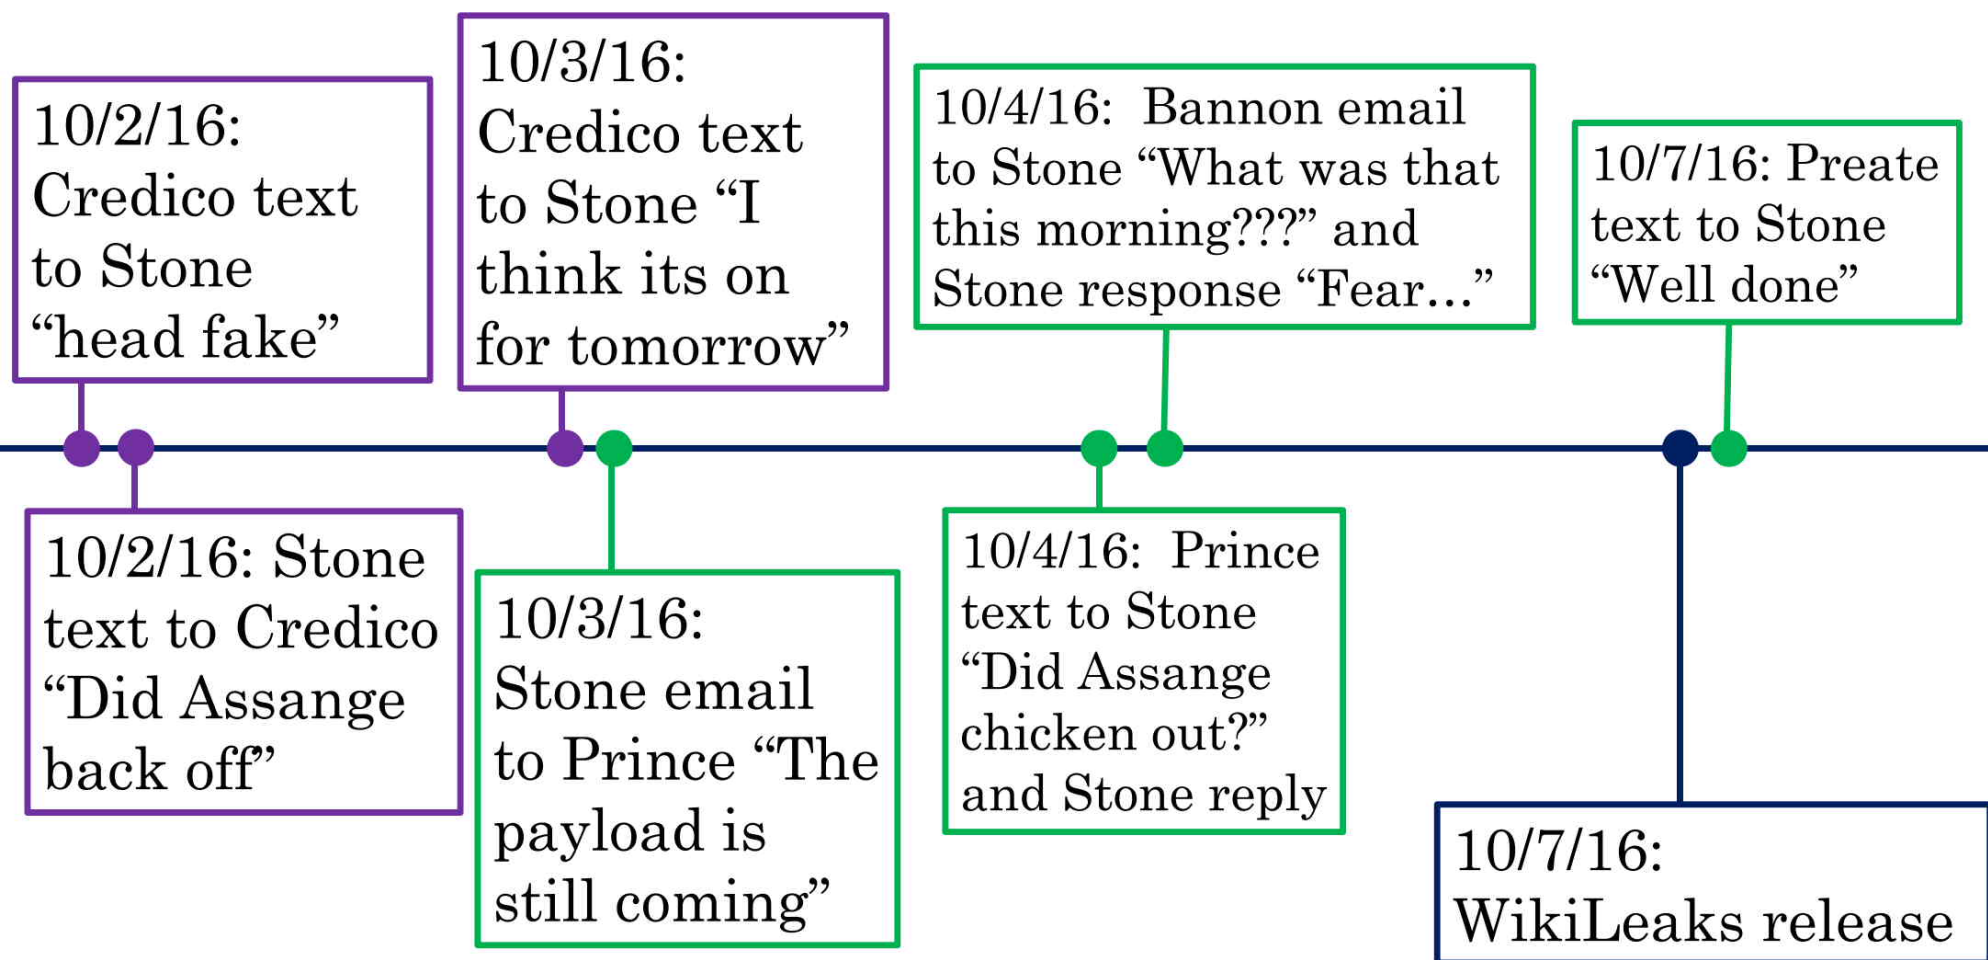 10/2/16:
Credico text
to Stone
“head fake”
10/2/16: Stone
text to Credico
“Did Assange
back off”
10/3/16:
Credico text
to Stone “I
think its on
for tomorrow”
10/3/16:
Stone email
to Prince “The
payload is
still coming”
10/4/16:  Prince
text to Stone
“Did Assange
chicken out?”
and Stone reply
10/4/16:  Bannon email
to Stone “What was that
this morning???” and
Stone response “Fear…”
10/7/16:
WikiLeaks release
10/7/16: Preate
text to Stone
“Well done”